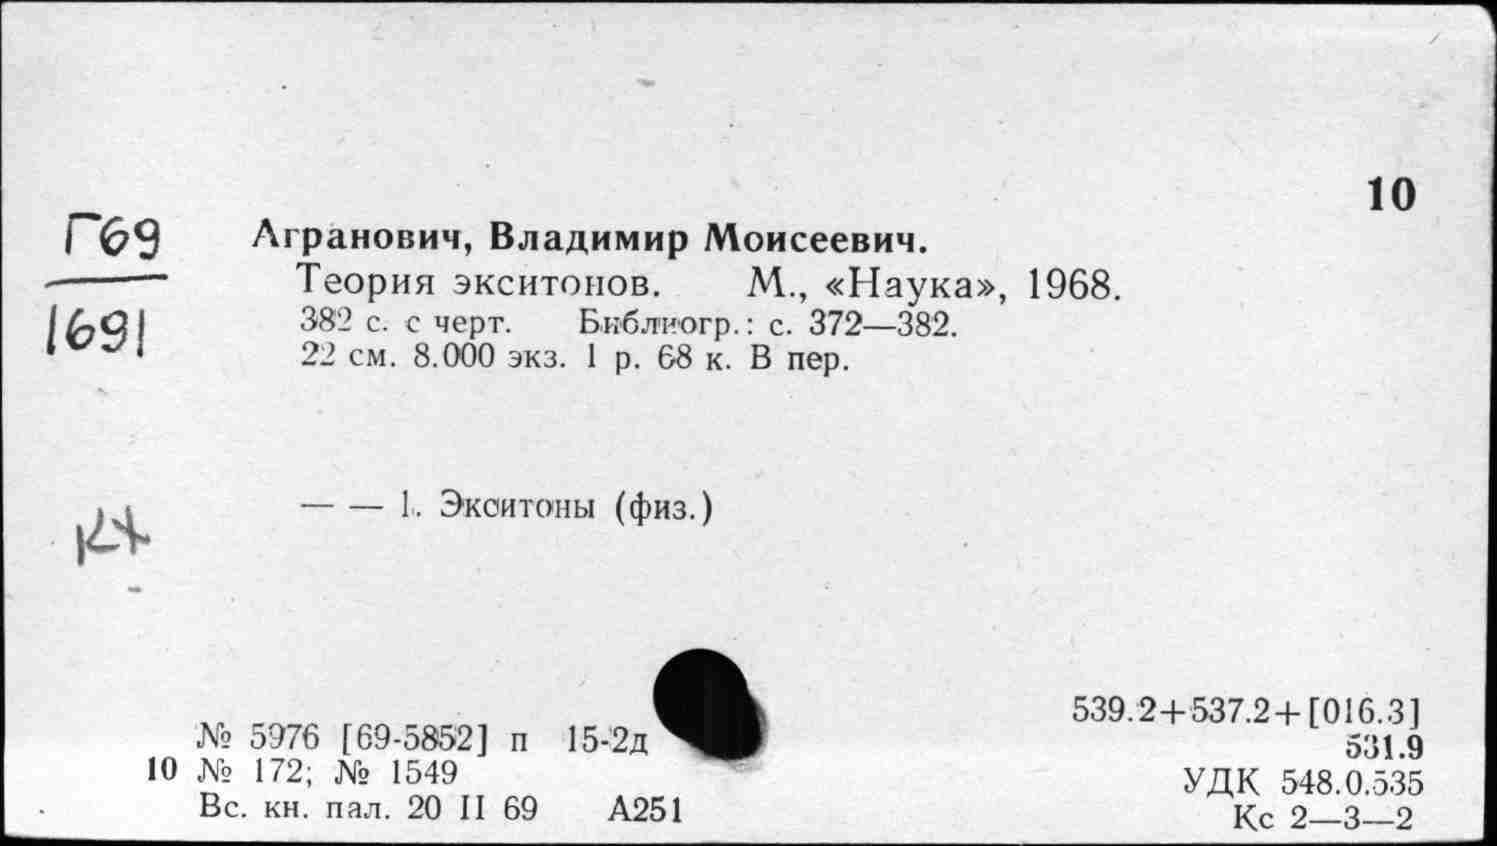 10
Г69
1691
Агранович, Владимир Моисеевич.
Теория экситонов. М., «Наука», 1968.
382 с. с черт. Библиогр.: с. 372—382.
22 см. 8.000 экз. 1 р. 68 к. В пер.
— — 1. Экситоны (физ.)
№ 5976 [69-5852] п 15-2д
10 № 172; № 1549
Вс. кн. пал. 20 II 69 А251
539.2+537.2+[016.3]
531.9
УДК 548.0.535
Кс 2—3—2